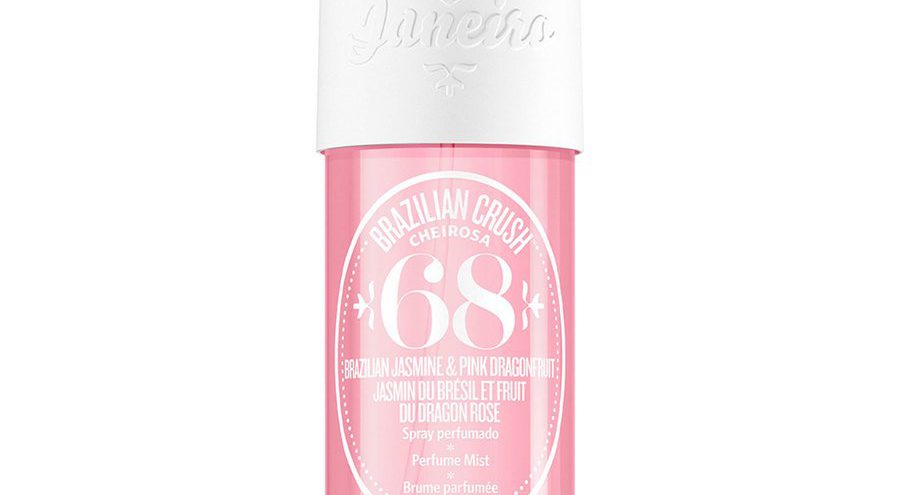 Janeiro
BRAZILIAN CRUSH
CHEIROSA
68
BRAZILIAN JASMINE & PINK DRAGONFRUIT
JASMIN DU BRÉSIL ET FRUIT
DU DRAGON ROSE
Spray perfumado
*
Perfume Mist
*
Brume parfumée